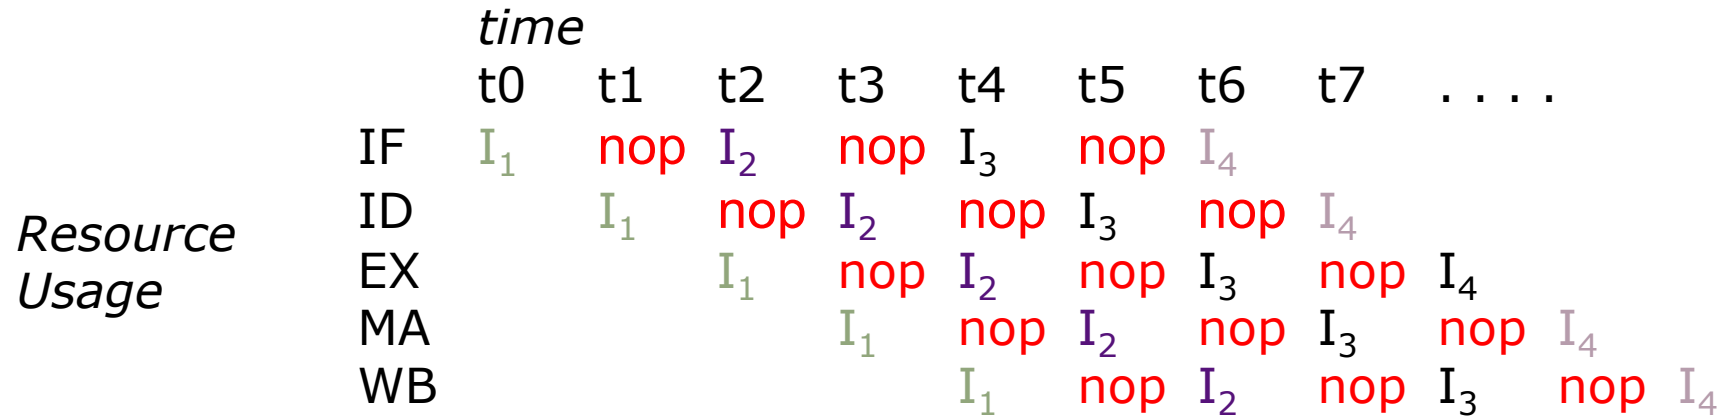 time
t0 t1 t2 t3 t4 t5 t6 t7 . . . .
IF I₁ nop I₂ nop I₃ nop I₄
ID I₁ nop I₂ nop I₃ nop I₄
Resource
Usage
EX I₁ nop I₂ nop I₃ nop I₄
MA I₁ nop I₂ nop I₃ nop I₄
WB I₁ nop I₂ nop I₃ nop I₄